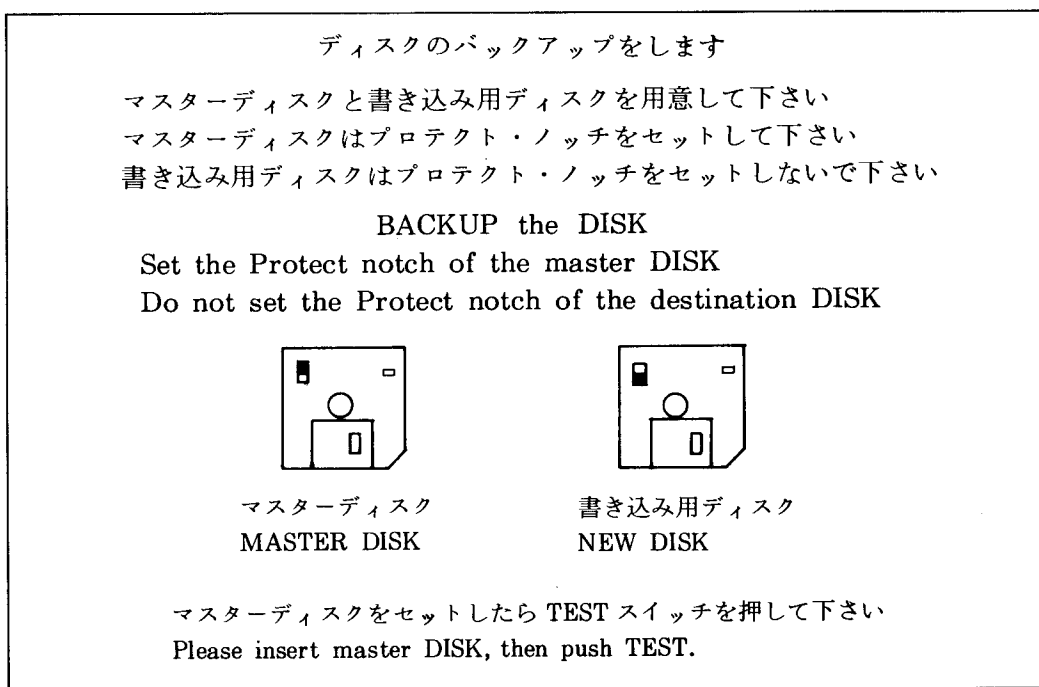 ディスクのバックアップをします
マスターディスクと書き込み用ディスクを用意して下さい
マスターディスクはプロテクト・ノッチをセットして下さい
書き込み用ディスクはプロテクト・ノッチをセットしないで下さい
BACKUP the DISK
Set the Protect notch of the master DISK
Do not set the Protect notch of the destination DISK
マスターディスク
MASTER DISK
書き込み用ディスク
NEW DISK
マスターディスクをセットしたら TEST スイッチを押して下さい
Please insert master DISK, then push TEST.